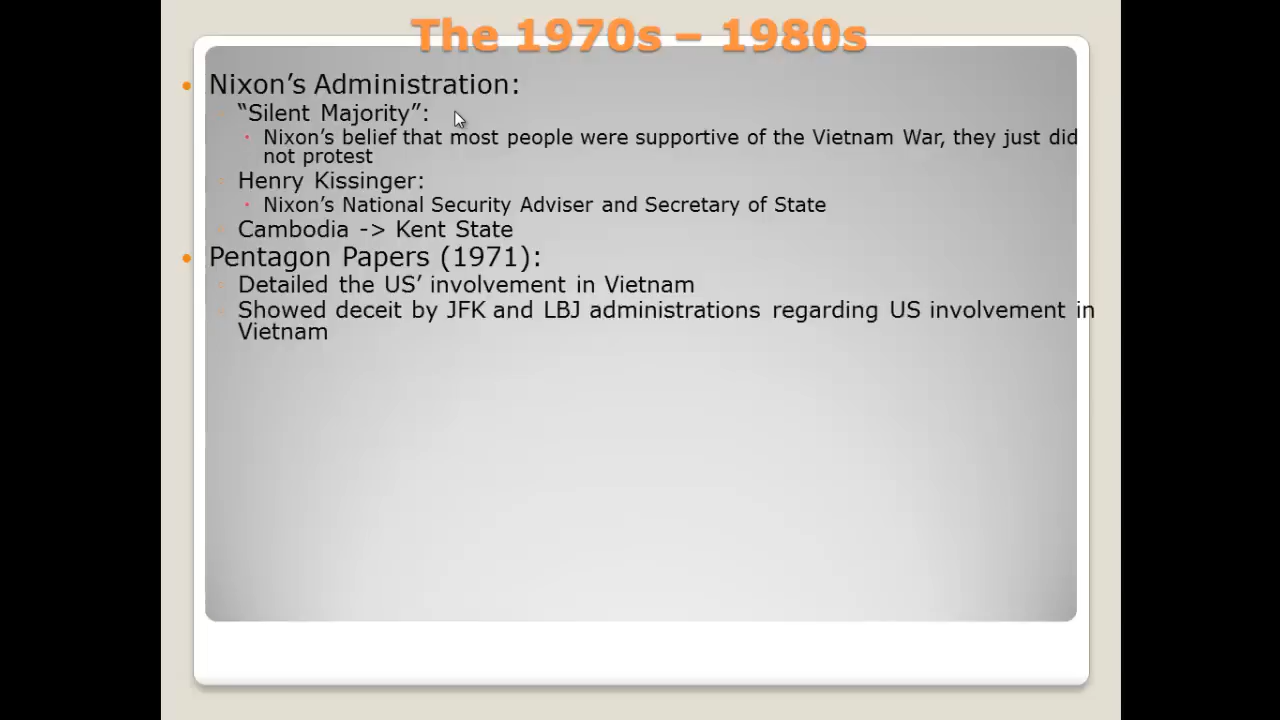 The 1970s – 1980s
Nixon’s Administration:
“Silent Majority”:
Nixon’s belief that most people were supportive of the Vietnam War, they just did
not protest
Henry Kissinger:
Nixon’s National Security Adviser and Secretary of State
Cambodia -> Kent State
Pentagon Papers (1971):
Detailed the US’ involvement in Vietnam
Showed deceit by JFK and LBJ administrations regarding US involvement in
Vietnam